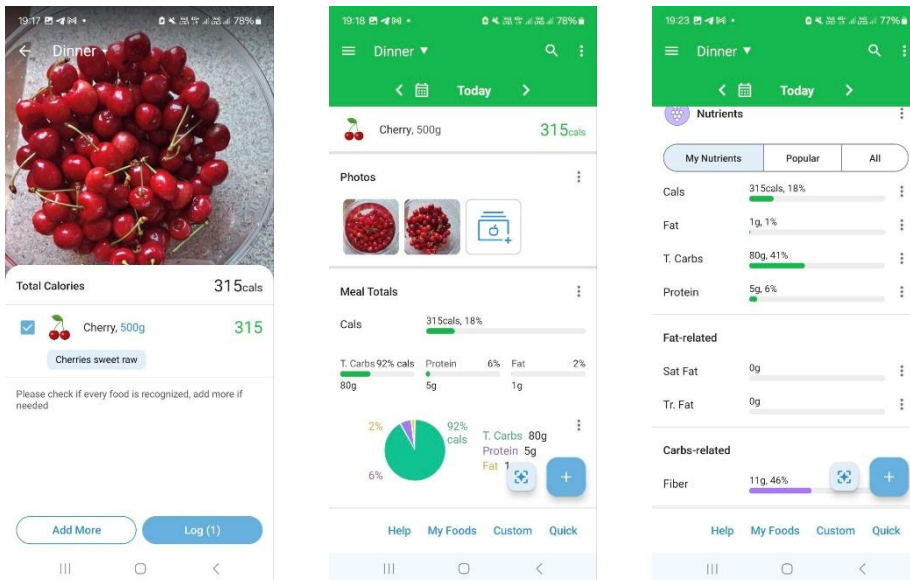 19:17
78%
Dinner
Total Calories 315cals
Cherry, 500g 315
Cherries sweet raw
Please check if every food is recognized, add more if
needed
Add More Log (1)
19:18
78%
Dinner ▼
Today
Cherry, 500g 315cals
Photos
Meal Totals
Cals 315cals, 18%
T. Carbs 92% cals Protein 6% Fat 2%
80g 5g 1g
2% 92%
cals
6%
T. Carbs 80g
Protein 5g
Fat 1
+
Help My Foods Custom Quick
19:23
77%
Dinner ▼
Today
Nutrients
My Nutrients Popular All
Cals 315cals, 18%
Fat 1g, 1%
T. Carbs 80g, 41%
Protein 5g, 6%
Fat-related
Sat Fat 0g
Tr. Fat 0g
Carbs-related
Fiber 11g, 46%
+
Help My Foods Custom Quick